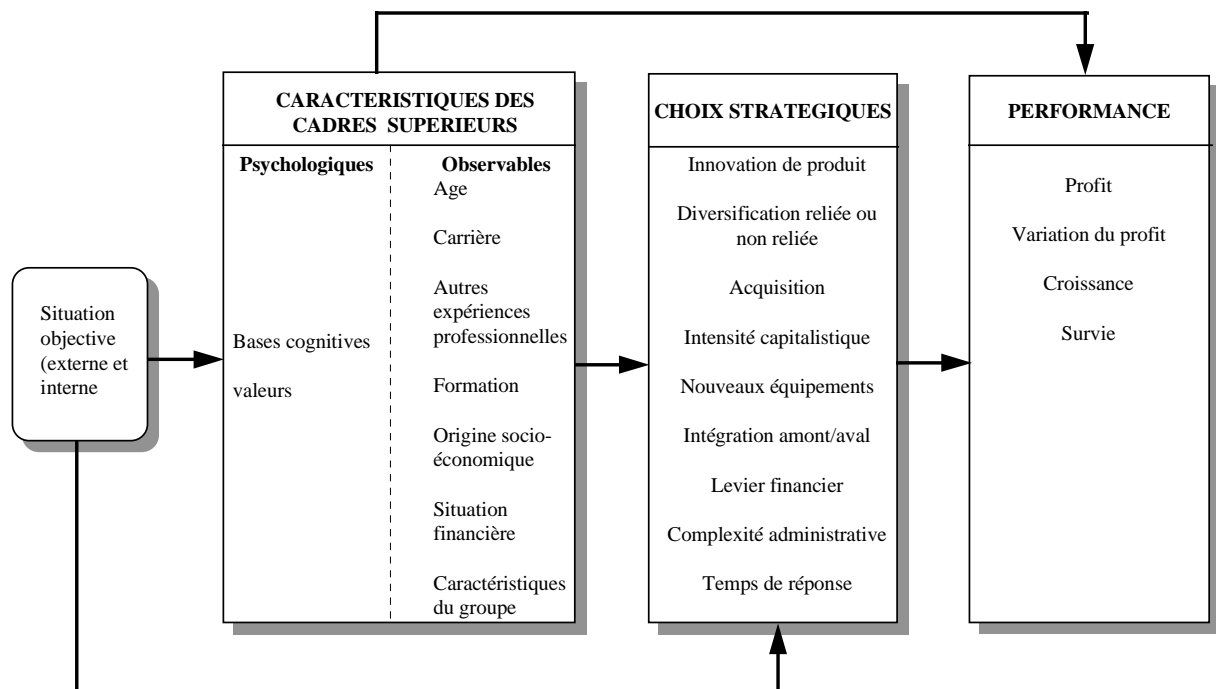 Situation
objective
(externe et
interne
CARACTERISTIQUES DES
CADRES SUPERIEURS
Psychologiques
Bases cognitives
valeurs
Observables
Age
Carrière
Autres
expériences
professionnelles
Formation
Origine socio-
économique
Situation
financière
Caractéristiques
du groupe
CHOIX STRATEGIQUES
Innovation de produit
Diversification reliée ou
non reliée
Acquisition
Intensité capitalistique
Nouveaux équipements
Intégration amont/aval
Levier financier
Complexité administrative
Temps de réponse
PERFORMANCE
Profit
Variation du profit
Croissance
Survie